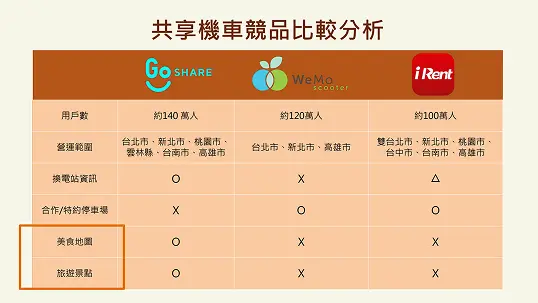 共享機車競品比較分析
GO SHARE
WeMo
scooter
iRent
用戶數
約140 萬人
約120萬人
約100萬人
營運範圍
台北市、新北市、桃園市、
雲林縣、台南市、高雄市
台北市、新北市、高雄市
雙台北市、新北市、桃園市、
台中市、台南市、高雄市
換電站資訊
O
X
△
合作/特約停車場
X
O
O
美食地圖
O
X
X
旅遊景點
O
X
X